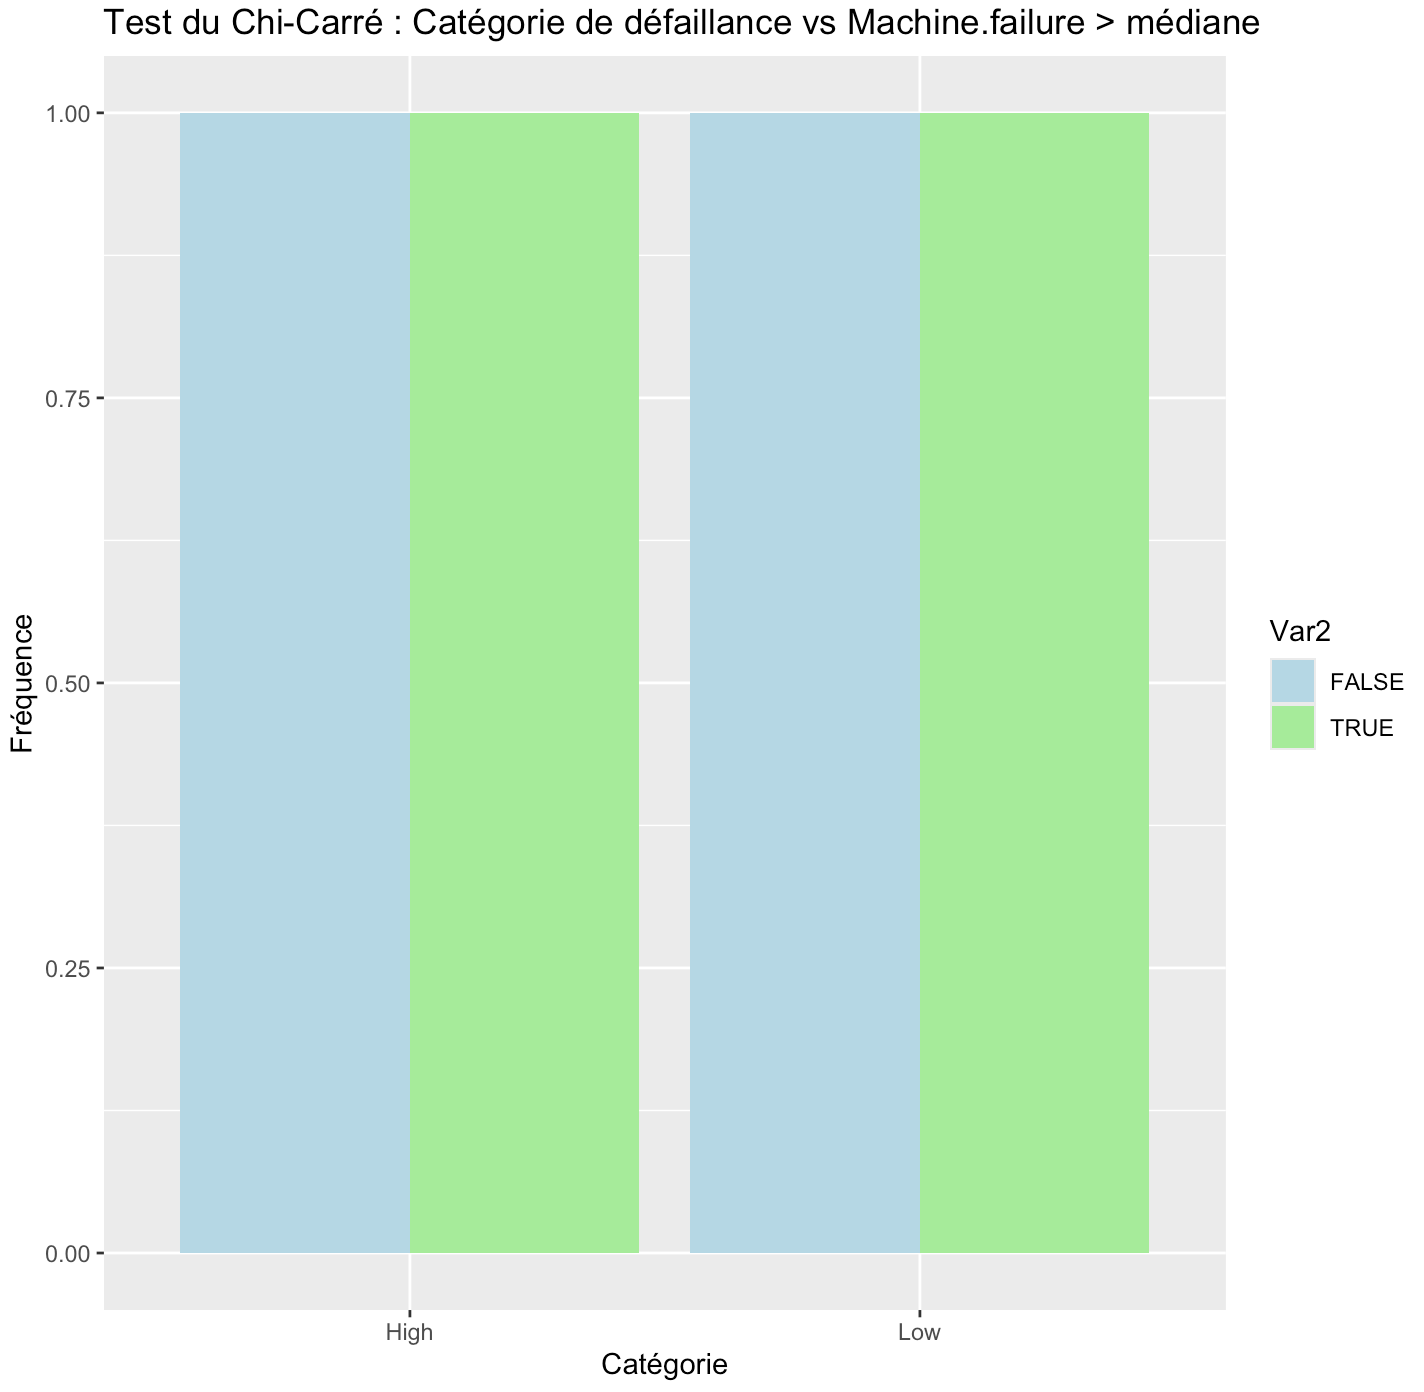 Test du Chi-Carré : Catégorie de défaillance vs Machine.failure > médiane
1.00
0.75
0.50
0.25
0.00
Fréquence
High
Low
Catégorie
Var2
FALSE
TRUE